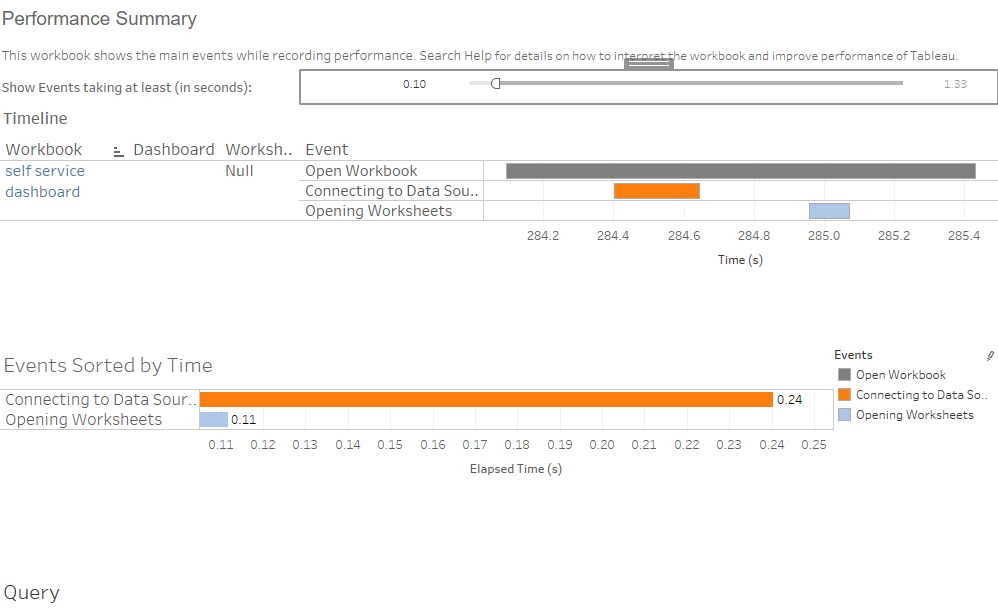 Performance Summary
This workbook shows the main events while recording performance. Search Help for details on how to interpret the workbook and improve performance of Tableau.
Show Events taking at least (in seconds):
0.10
1.33
Timeline
Workbook Dashboard Worksh.. Event
self service Null Open Workbook
dashboard Connecting to Data Sou..
Opening Worksheets
284.2 284.4 284.6 284.8 285.0 285.2 285.4
Time (s)
Events Sorted by Time
Connecting to Data Sour.. 0.24
Opening Worksheets 0.11
0.11 0.12 0.13 0.14 0.15 0.16 0.17 0.18 0.19 0.20 0.21 0.22 0.23 0.24 0.25
Elapsed Time (s)
Events
Open Workbook
Connecting to Data So..
Opening Worksheets
Query